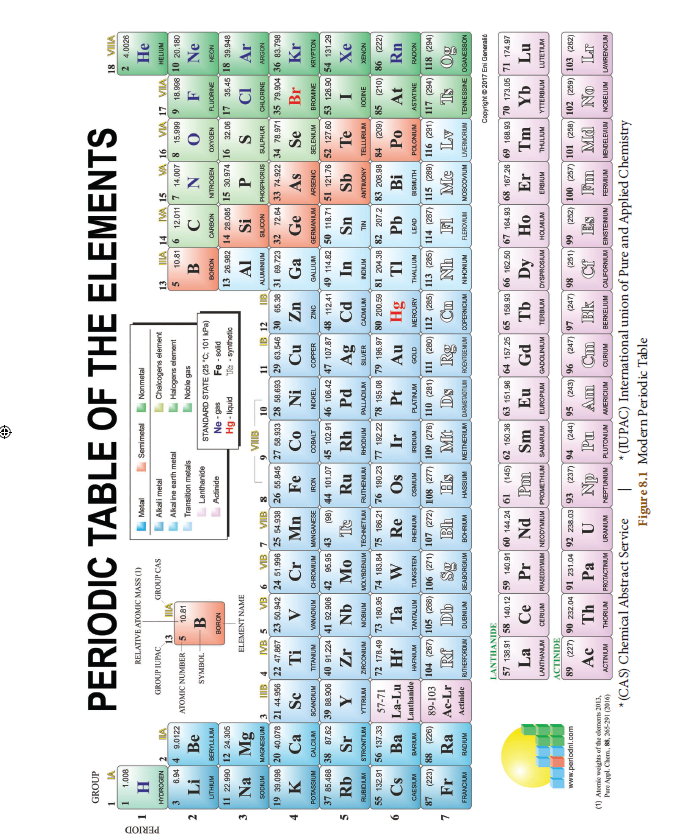 PERIODIC TABLE OF THE ELEMENTS
GROUP
1 IA
18 VIIIA
PERIOD
1 1.008
H
HYDROGEN
2 4.0026
He
HELIUM
2 IIA
RELATIVE ATOMIC MASS (1)
GROUP IUPAC
GROUP CAS
13 IIIA
ATOMIC NUMBER
5 10.81
SYMBOL
B
BORON
ELEMENT NAME
Metal
Semimetal
Nonmetal
Alkali metal
Chalcogens element
Alkaline earth metal
Halogens element
Transition metals
Noble gas
Lanthanide
Actinide
STANDARD STATE (25 °C; 101 kPa)
Ne - gas
Fe - solid
Hg - liquid
Tc - synthetic
13 IIIA 14 IVA 15 VA 16 VIA 17 VIIA
2
3 6.94 4 9.0122 5 10.81 6 12.011 7 14.007 8 15.999 9 18.998 10 20.180
Li Be B C N O F Ne
LITHIUM BERYLLIUM BORON CARBON NITROGEN OXYGEN FLUORINE NEON
3
11 22.990 12 24.305 13 26.982 14 28.085 15 30.974 16 32.06 17 35.45 18 39.948
Na Mg Al Si P S Cl Ar
SODIUM MAGNESIUM ALUMINIUM SILICON PHOSPHORUS SULPHUR CHLORINE ARGON
3 IIIB 4 IVB 5 VB 6 VIB 7 VIIB 8 9 VIIIB 10 11 IB 12 IIB
4
19 39.098 20 40.078 21 44.956 22 47.867 23 50.942 24 51.996 25 54.938 26 55.845 27 58.933 28 58.693 29 63.546 30 65.38 31 69.723 32 72.64 33 74.922 34 78.971 35 79.904 36 83.798
K Ca Sc Ti V Cr Mn Fe Co Ni Cu Zn Ga Ge As Se Br Kr
POTASSIUM CALCIUM SCANDIUM TITANIUM VANADIUM CHROMIUM MANGANESE IRON COBALT NICKEL COPPER ZINC GALLIUM GERMANIUM ARSENIC SELENIUM BROMINE KRYPTON
5
37 85.468 38 87.62 39 88.906 40 91.224 41 92.906 42 95.95 43 (98) 44 101.07 45 102.91 46 106.42 47 107.87 48 112.41 49 114.82 50 118.71 51 121.76 52 127.60 53 126.90 54 131.29
Rb Sr Y Zr Nb Mo Tc Ru Rh Pd Ag Cd In Sn Sb Te I Xe
RUBIDIUM STRONTIUM YTTRIUM ZIRCONIUM NIOBIUM MOLYBDENUM TECHNETIUM RUTHENIUM RHODIUM PALLADIUM SILVER CADMIUM INDIUM TIN ANTIMONY TELLURIUM IODINE XENON
6
55 132.91 56 137.33 57-71 72 178.49 73 180.95 74 183.84 75 186.21 76 190.23 77 192.22 78 195.08 79 196.97 80 200.59 81 204.38 82 207.2 83 208.98 84 (209) 85 (210) 86 (222)
Cs Ba La-Lu Hf Ta W Re Os Ir Pt Au Hg Tl Pb Bi Po At Rn
CAESIUM BARIUM Lanthanide HAFNIUM TANTALUM TUNGSTEN RHENIUM OSMIUM IRIDIUM PLATINUM GOLD MERCURY THALLIUM LEAD BISMUTH POLONIUM ASTATINE RADON
7
87 (223) 88 (226) 89-103 104 (267) 105 (268) 106 (271) 107 (272) 108 (277) 109 (276) 110 (281) 111 (280) 112 (285) 113 (285) 114 (287) 115 (289) 116 (291) 117 (294) 118 (294)
Fr Ra Ac-Lr Rf Db Sg Bh Hs Mt Ds Rg Cn Nh Fl Mc Lv Ts Og
FRANCIUM RADIUM Actinide RUTHERFORDIUM DUBNIUM SEABORGIUM BOHRIUM HASSIUM MEITNERIUM DARMSTADTIUM ROENTGENIUM COPERNICIUM NIHONIUM FLEROVIUM MOSCOVIUM LIVERMORIUM TENNESSINE OGANESSON
Copyright © 2017 Eni Generalić
LANTHANIDE
57 138.91 58 140.12 59 140.91 60 144.24 61 (145) 62 150.36 63 151.96 64 157.25 65 158.93 66 162.50 67 164.93 68 167.26 69 168.93 70 173.05 71 174.97
La Ce Pr Nd Pm Sm Eu Gd Tb Dy Ho Er Tm Yb Lu
LANTHANUM CERIUM PRASEODYMIUM NEODYMIUM PROMETHIUM SAMARIUM EUROPIUM GADOLINIUM TERBIUM DYSPROSIUM HOLMIUM ERBIUM THULIUM YTTERBIUM LUTETIUM
ACTINIDE
89 (227) 90 232.04 91 231.04 92 238.03 93 (237) 94 (244) 95 (243) 96 (247) 97 (247) 98 (251) 99 (252) 100 (257) 101 (258) 102 (259) 103 (262)
Ac Th Pa U Np Pu Am Cm Bk Cf Es Fm Md No Lr
ACTINIUM THORIUM PROTACTINIUM URANIUM NEPTUNIUM PLUTONIUM AMERICIUM CURIUM BERKELIUM CALIFORNIUM EINSTEINIUM FERMIUM MENDELEVIUM NOBELIUM LAWRENCIUM
www.periodni.com
(1) Atomic weights of the elements 2013,
Pure Appl. Chem., 88, 265-291 (2016)
* (CAS) Chemical Abstract Service | * (IUPAC) International union of Pure and Applied Chemistry
Figure 8.1 Modern Periodic Table